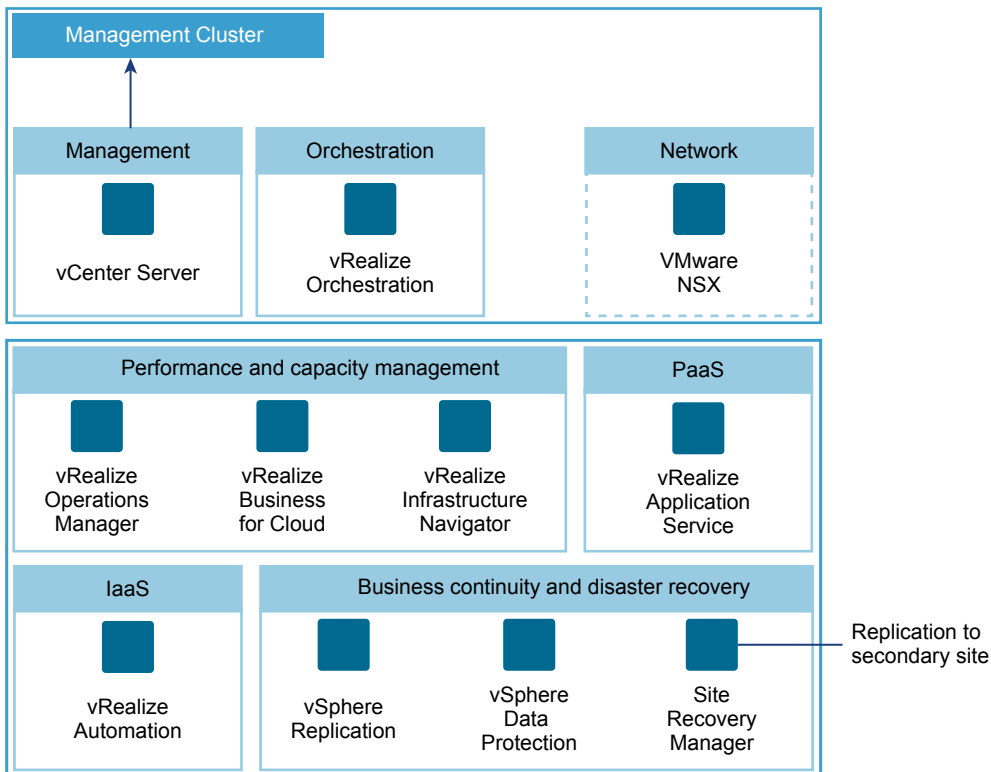 Management Cluster
Management
vCenter Server
Orchestration
vRealize
Orchestration
Network
VMware
NSX
Performance and capacity management
vRealize
Operations
Manager
vRealize
Business
for Cloud
vRealize
Infrastructure
Navigator
PaaS
vRealize
Application
Service
IaaS
vRealize
Automation
Business continuity and disaster recovery
vSphere
Replication
vSphere
Data
Protection
Site
Recovery
Manager
Replication to
secondary site